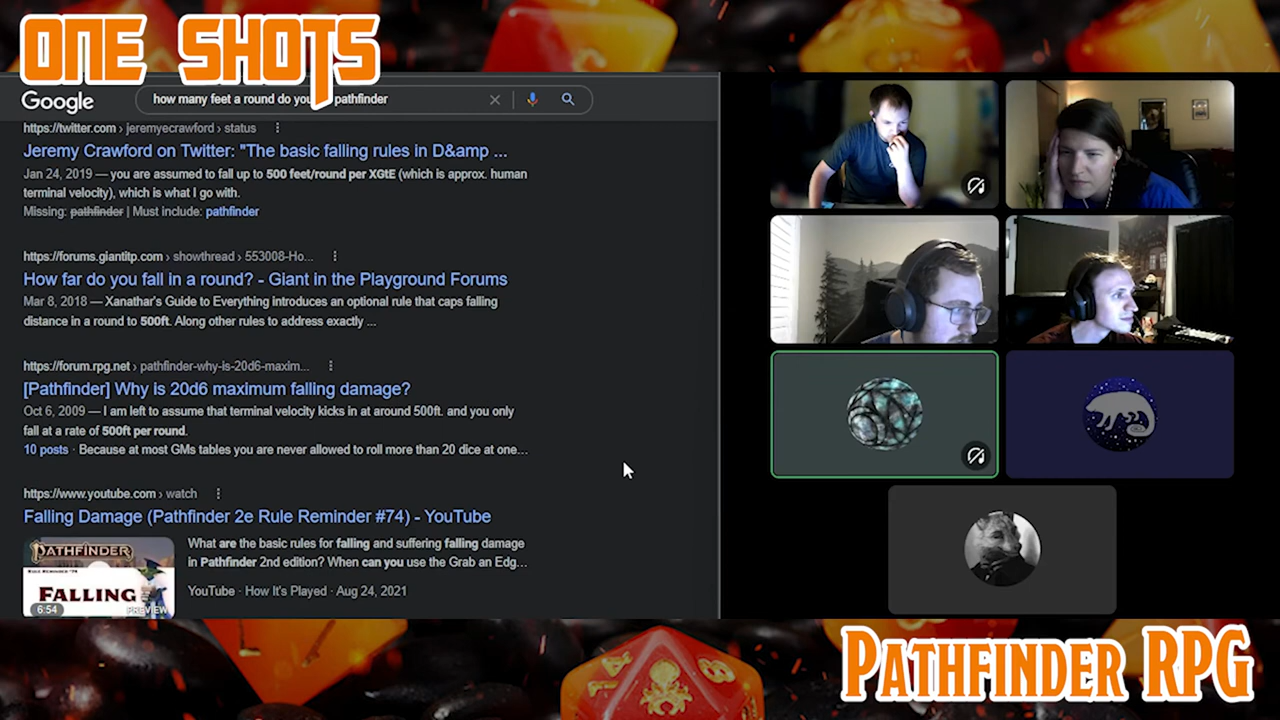 ONE SHOTS
Google
how many feet a round do you pathfinder
https://twitter.com › jeremyecrawford › status
Jeremy Crawford on Twitter: "The basic falling rules in D&amp ...
Jan 24, 2019 — you are assumed to fall up to 500 feet/round per XGtE (which is approx. human
terminal velocity), which is what I go with.
Missing: pathfinder | Must include: pathfinder
https://forums.giantitp.com › showthread › 553008-Ho...
How far do you fall in a round? - Giant in the Playground Forums
Mar 8, 2018 — Xanathar's Guide to Everything introduces an optional rule that caps falling
distance in a round to 500ft. Along other rules to address exactly ...
https://forum.rpg.net › pathfinder-why-is-20d6-maxim...
[Pathfinder] Why is 20d6 maximum falling damage?
Oct 6, 2009 — I am left to assume that terminal velocity kicks in at around 500ft. and you only
fall at a rate of 500ft per round.
10 posts · Because at most GMs tables you are never allowed to roll more than 20 dice at one...
https://www.youtube.com › watch
Falling Damage (Pathfinder 2e Rule Reminder #74) - YouTube
What are the basic rules for falling and suffering falling damage
in Pathfinder 2nd edition? When can you use the Grab an Edg...
YouTube · How It's Played · Aug 24, 2021
PATHFINDER
RULE REMINDER #74
FALLING
6:54
PREVIEW
PATHFINDER RPG